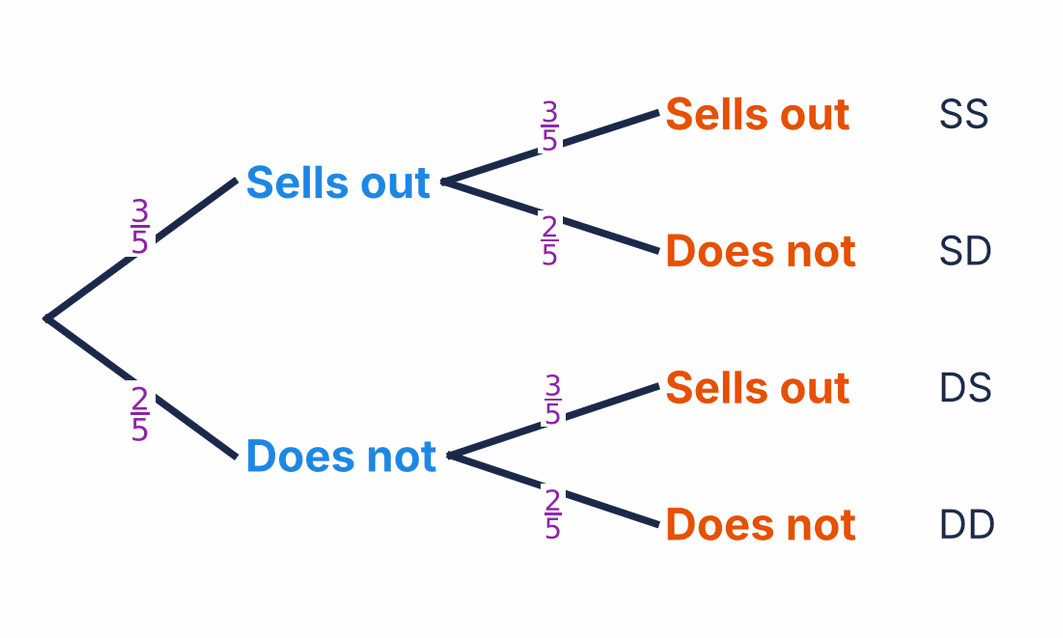 3/5
Sells out
3/5
Sells out
SS
2/5
Does not
SD
2/5
Does not
3/5
Sells out
DS
2/5
Does not
DD